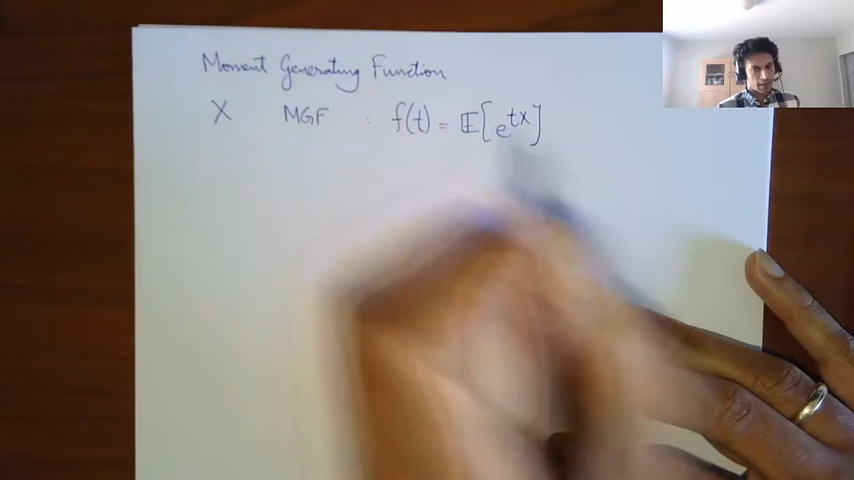 Moment Generating Function
X MGF : f(t) = 𝔼[e^{tX}]